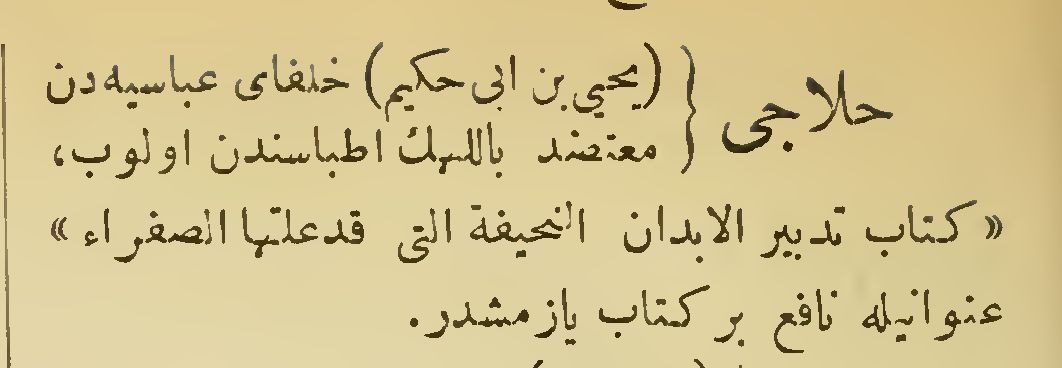 حلاجی { (یحیی بن ابی حکیم) خلفای عباسیه دن
معتضد باللهك اطباسندن اولوب،
«کتاب تدبیر الابدان النحیفة التی قدعلتها الصفراء»
عنوانیله نافع بر کتاب یازمشدر.